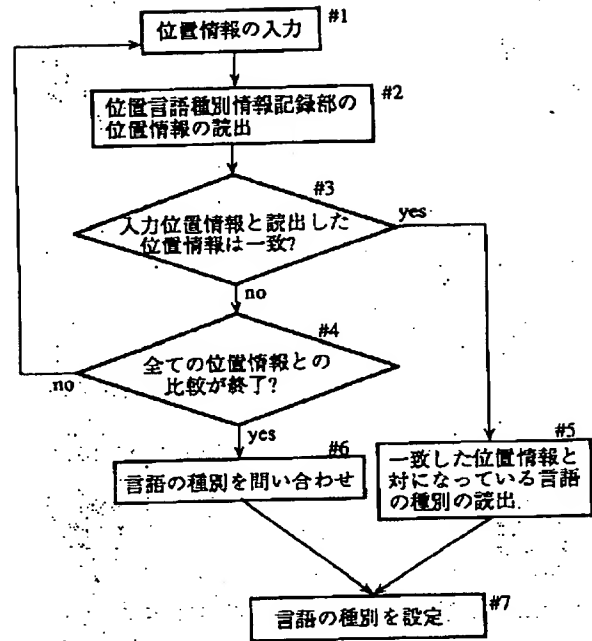 位置情報の入力
#1
位置言語種別情報記録部の
位置情報の読出
#2
#3
入力位置情報と読出した
位置情報は一致?
yes
no
#4
全ての位置情報との
比較が終了?
no
yes
#6
言語の種別を問い合わせ
#5
一致した位置情報と
対になっている言語
の種別の読出
言語の種別を設定
#7